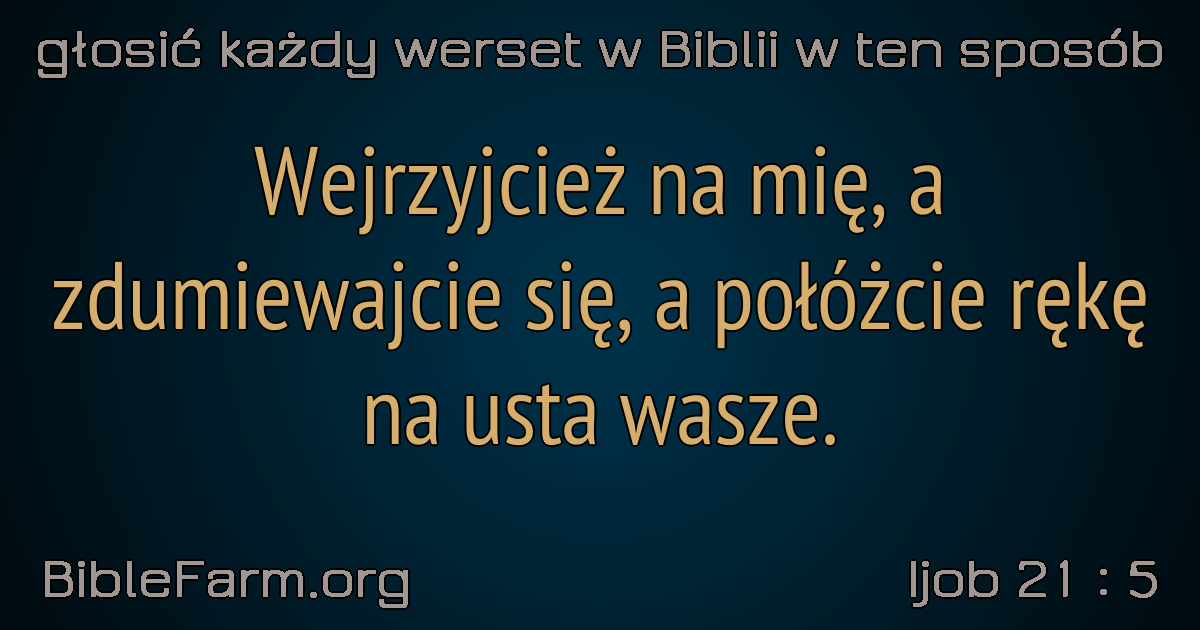 głosić każdy werset w Biblii w ten sposób
Wejrzyjcież na mię, a
zdumiewajcie się, a połóżcie rękę
na usta wasze.
BibleFarm.org
Ijob 21 : 5